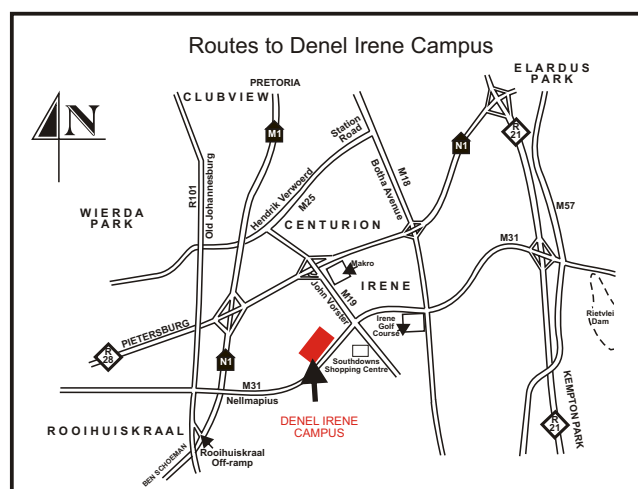 Routes to Denel Irene Campus
ELARDUS
PARK
PRETORIA
CLUBVIEW
N
M1
Station
Road
N1
R
21
R101
Old Johannesburg
Hendrik Verwoerd
M25
M18
Botha Avenue
M57
WIERDA
PARK
CENTURION
M31
Makro
IRENE
John Vorster
M19
Irene
Golf
Course
Rietvlei
Dam
PIETERSBURG
R
28
N1
Southdowns
Shopping Centre
M31
Nellmapius
KEMPTON PARK
DENEL IRENE
CAMPUS
R
21
ROOIHUISKRAAL
Rooihuiskraal
Off-ramp
BEN SCHOEMAN